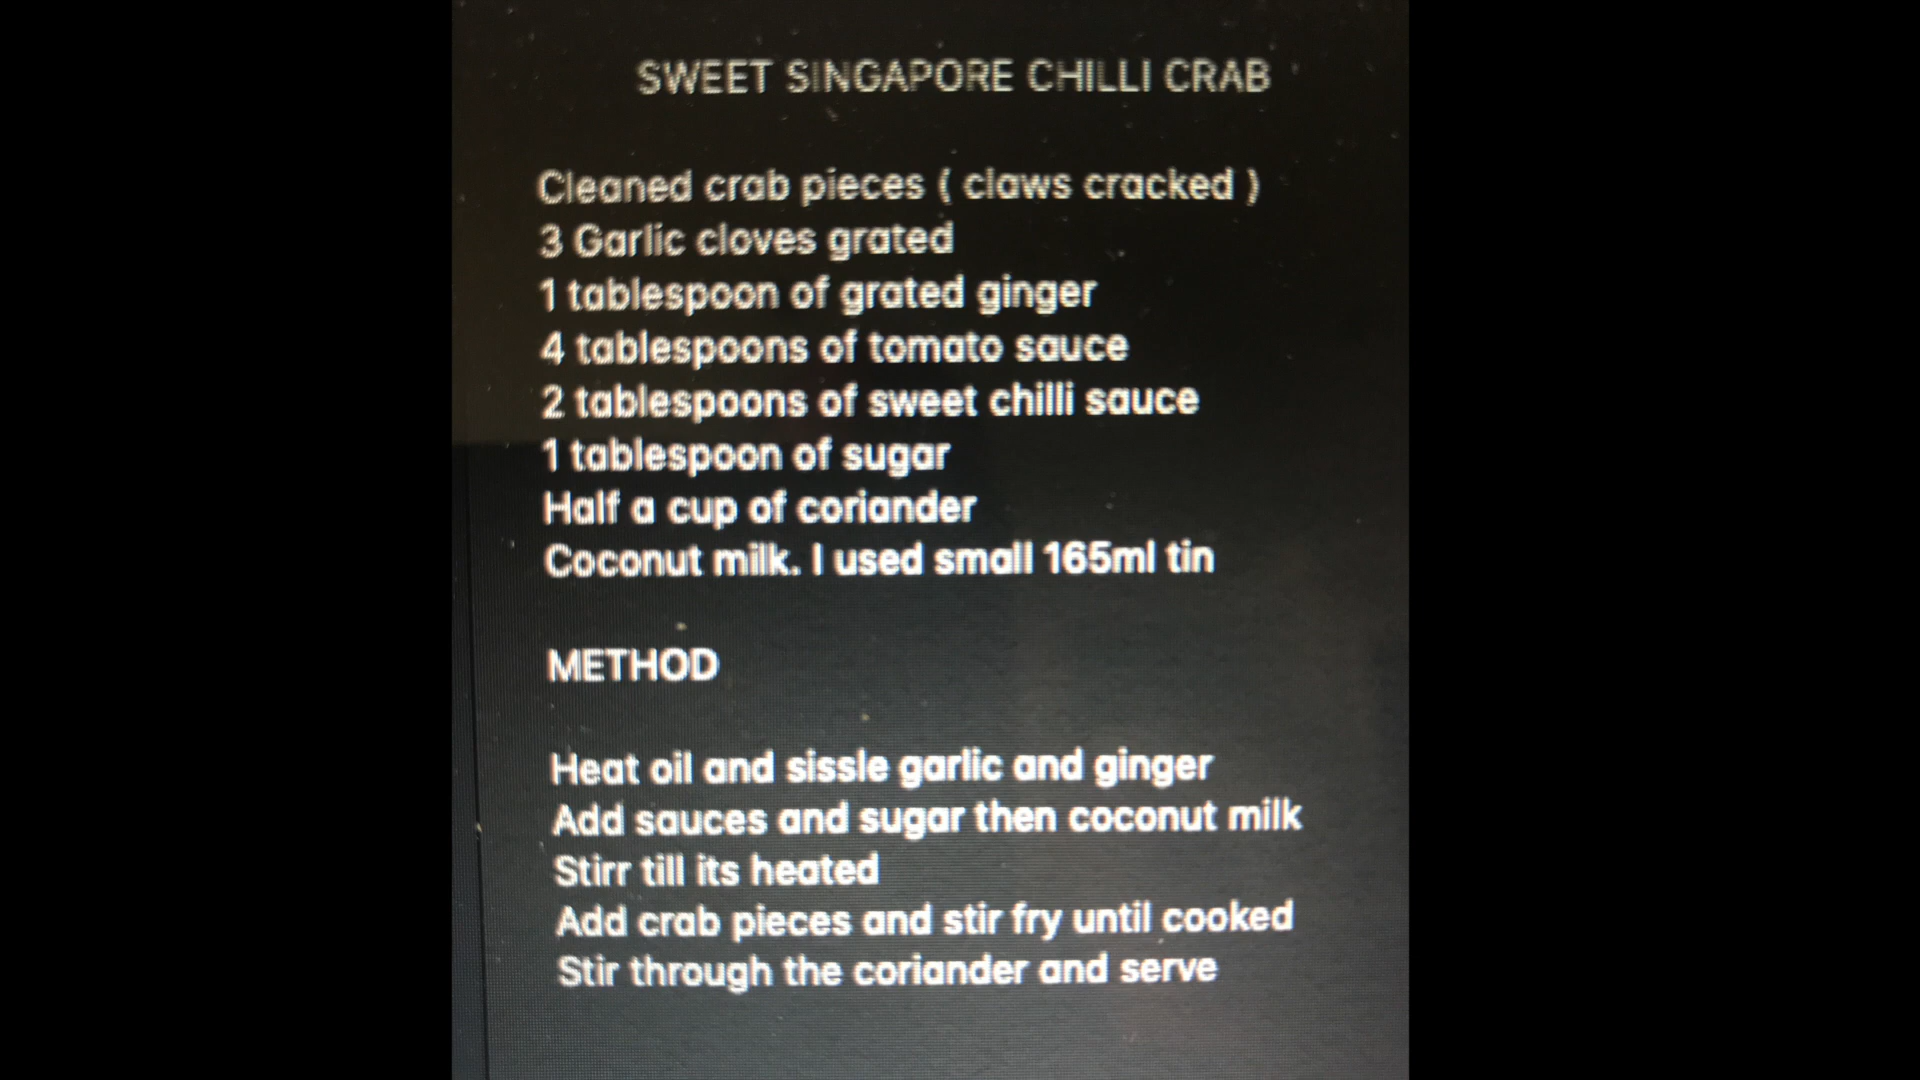 SWEET SINGAPORE CHILLI CRAB
Cleaned crab pieces ( claws cracked )
3 Garlic cloves grated
1 tablespoon of grated ginger
4 tablespoons of tomato sauce
2 tablespoons of sweet chilli sauce
1 tablespoon of sugar
Half a cup of coriander
Coconut milk. I used small 165ml tin
METHOD
Heat oil and sissle garlic and ginger
Add sauces and sugar then coconut milk
Stirr till its heated
Add crab pieces and stir fry until cooked
Stir through the coriander and serve